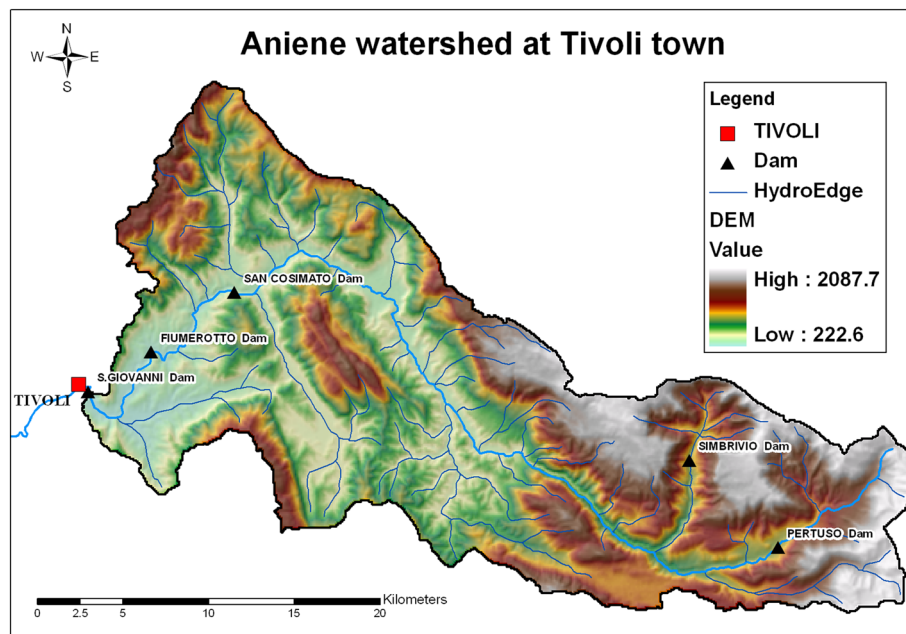 Aniene watershed at Tivoli town
N
W E
S
Legend
TIVOLI
Dam
HydroEdge
DEM
Value
High : 2087.7
Low : 222.6
SAN COSIMATO Dam
FIUMEROTTO Dam
S.GIOVANNI Dam
TIVOLI
SIMBRIVIO Dam
PERTUSO Dam
Kilometers
0 2.5 5 10 15 20